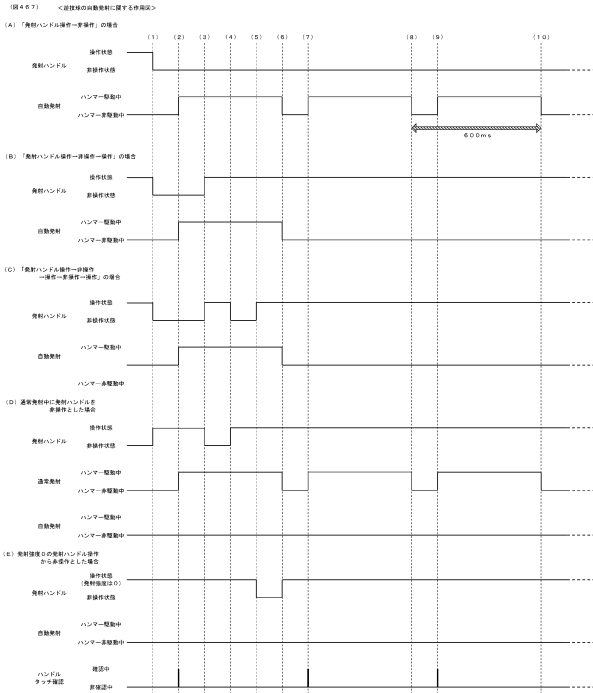 (図467) <遊技球の自動発射に関する作用図>
(A)「発射ハンドル操作→非操作」の場合
(1) (2) (3) (4) (5) (6) (7) (8) (9) (10)
操作状態
発射ハンドル
非操作状態
ハンマー駆動中
自動発射
ハンマー非駆動中
600ms
(B)「発射ハンドル操作→非操作→操作」の場合
操作状態
発射ハンドル
非操作状態
ハンマー駆動中
自動発射
ハンマー非駆動中
(C)「発射ハンドル操作→非操作
→操作→非操作→操作」の場合
操作状態
発射ハンドル
非操作状態
ハンマー駆動中
自動発射
ハンマー非駆動中
(D)通常発射中に発射ハンドルを
非操作とした場合
操作状態
発射ハンドル
非操作状態
ハンマー駆動中
通常発射
ハンマー非駆動中
ハンマー駆動中
自動発射
ハンマー非駆動中
(E)発射強度0の発射ハンドル操作
から非操作とした場合
操作状態
(発射強度は0)
発射ハンドル
非操作状態
ハンマー駆動中
自動発射
ハンマー非駆動中
確認中
ハンドル
タッチ確認
非確認中